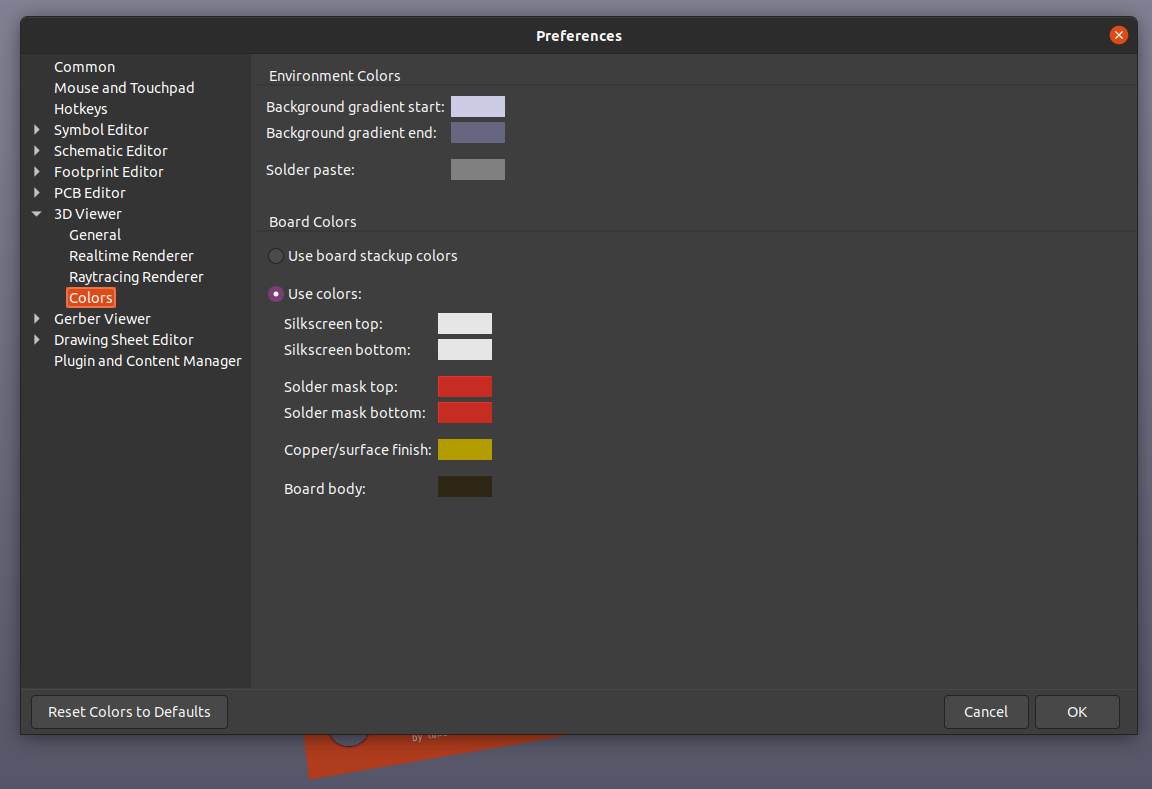 Preferences
Common
Mouse and Touchpad
Hotkeys
Symbol Editor
Schematic Editor
Footprint Editor
PCB Editor
3D Viewer
General
Realtime Renderer
Raytracing Renderer
Colors
Gerber Viewer
Drawing Sheet Editor
Plugin and Content Manager
Environment Colors
Background gradient start:
Background gradient end:
Solder paste:
Board Colors
Use board stackup colors
Use colors:
Silkscreen top:
Silkscreen bottom:
Solder mask top:
Solder mask bottom:
Copper/surface finish:
Board body:
Reset Colors to Defaults
Cancel
OK
by